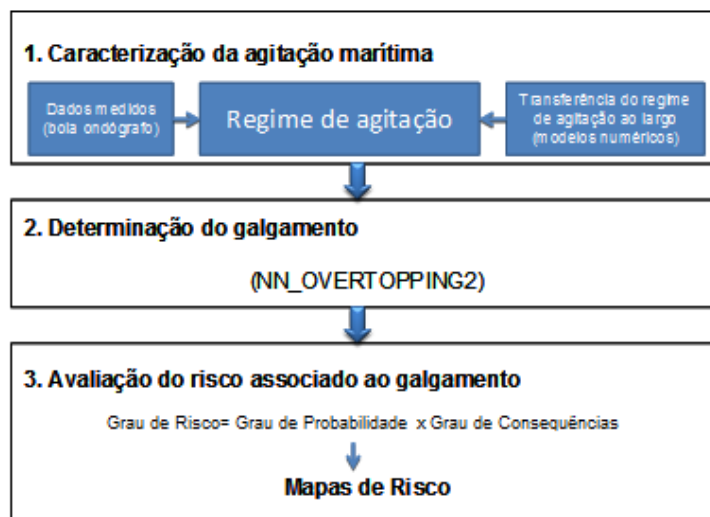 1. Caracterização da agitação marítima
Dados medidos
(boia ondógrafo)
Regime de agitação
Transferência do regime
de agitação ao largo
(modelos numéricos)
2. Determinação do galgamento
(NN_OVERTOPPING2)
3. Avaliação do risco associado ao galgamento
Grau de Risco= Grau de Probabilidade x Grau de Consequências
Mapas de Risco